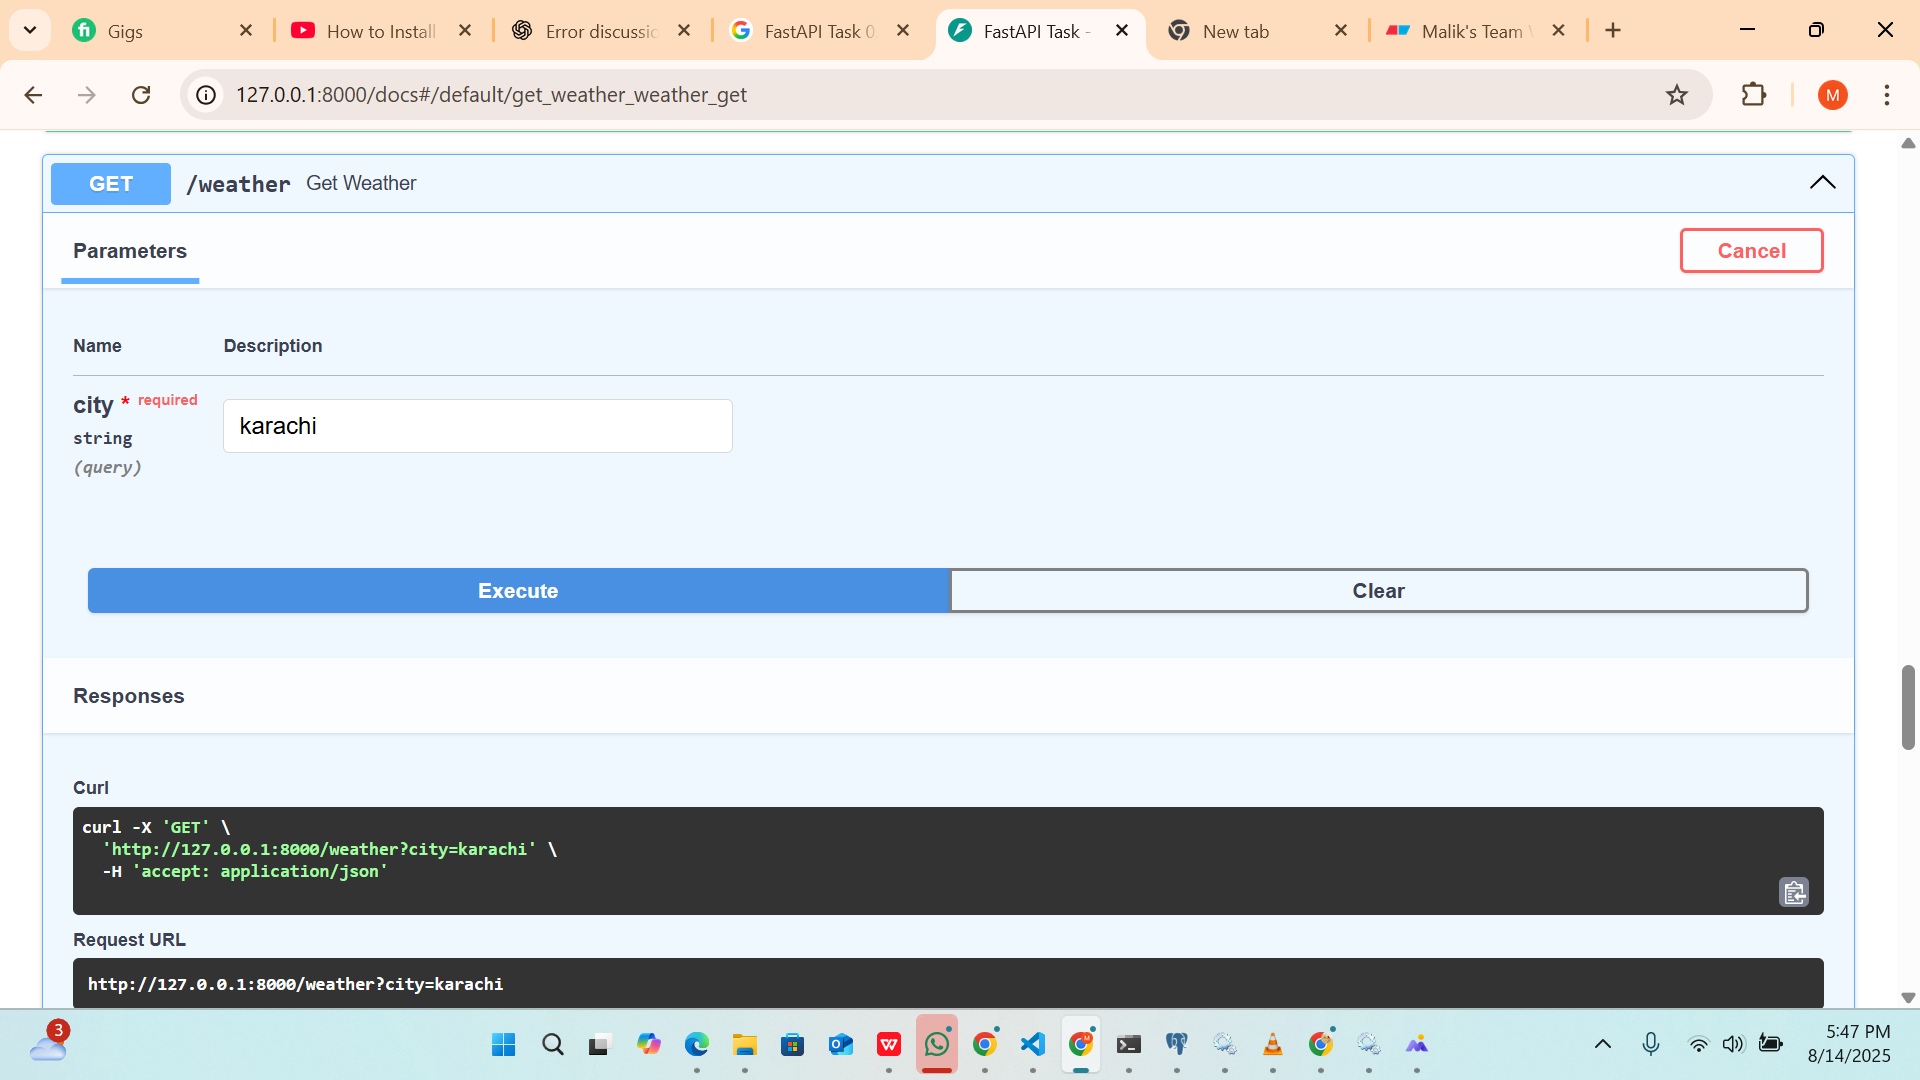 Gigs
How to Install
Error discussio
FastAPI Task 0
FastAPI Task -
New tab
Malik's Team
127.0.0.1:8000/docs#/default/get_weather_weather_get
M
GET /weather Get Weather
Parameters
Cancel
Name Description
city * required
string
(query)
karachi
Execute
Clear
Responses
Curl
curl -X 'GET' \
'http://127.0.0.1:8000/weather?city=karachi' \
-H 'accept: application/json'
Request URL
http://127.0.0.1:8000/weather?city=karachi
3
5:47 PM
8/14/2025